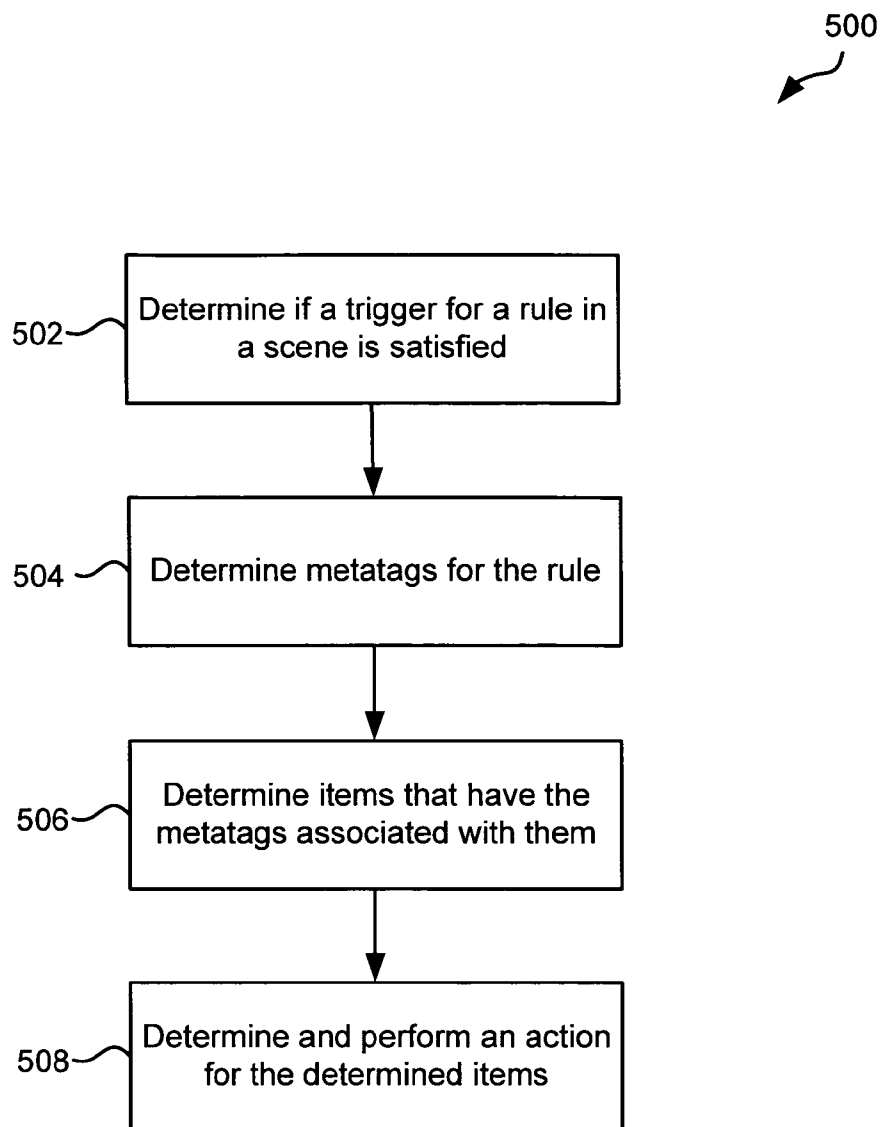 500
502
Determine if a trigger for a rule in
a scene is satisfied
504
Determine metatags for the rule
506
Determine items that have the
metatags associated with them
508
Determine and perform an action
for the determined items